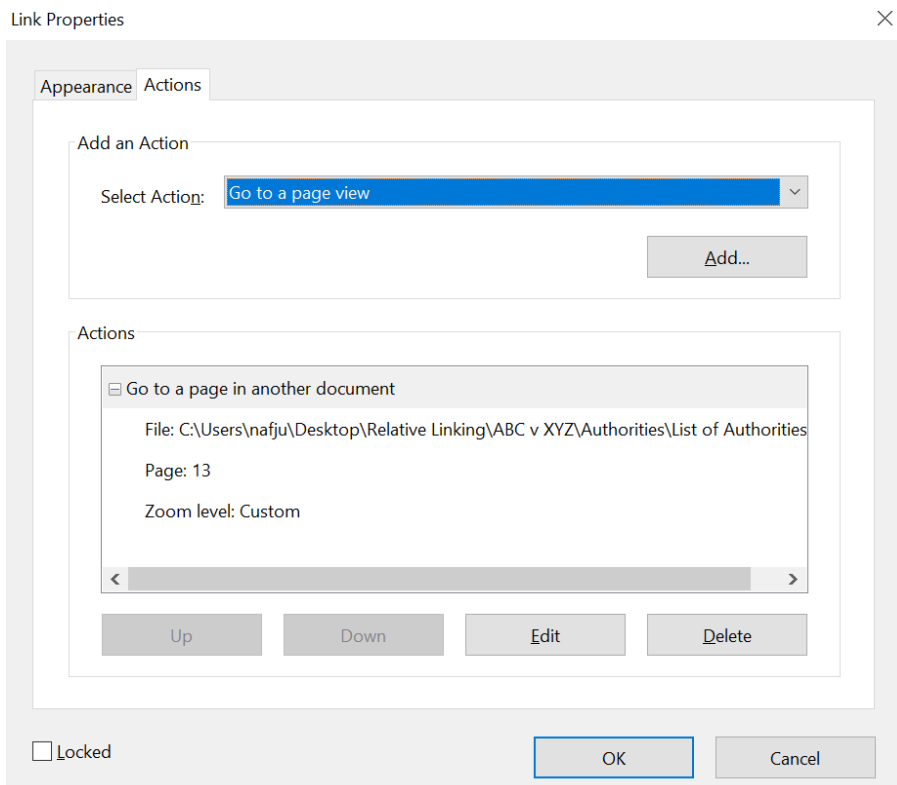 Link Properties
Appearance Actions
Add an Action
Select Action: Go to a page view
Add...
Actions
Go to a page in another document
File: C:\Users\nafju\Desktop\Relative Linking\ABC v XYZ\Authorities\List of Authorities
Page: 13
Zoom level: Custom
Up Down Edit Delete
Locked OK Cancel